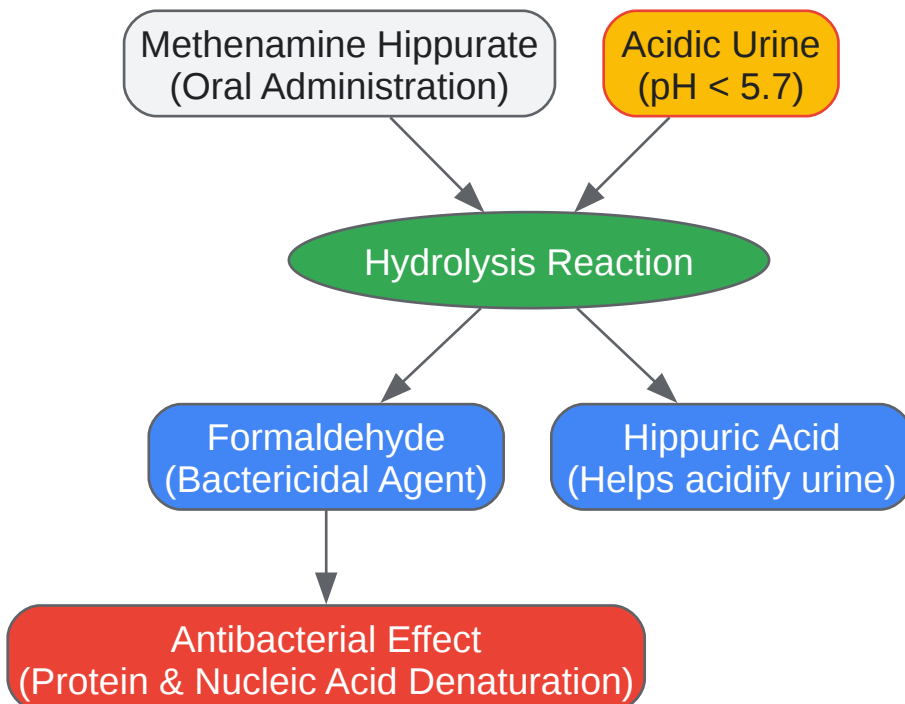 Methenamine Hippurate
(Oral Administration)
Acidic Urine
(pH < 5.7)
Hydrolysis Reaction
Formaldehyde
(Bactericidal Agent)
Hippuric Acid
(Helps acidify urine)
Antibacterial Effect
(Protein & Nucleic Acid Denaturation)